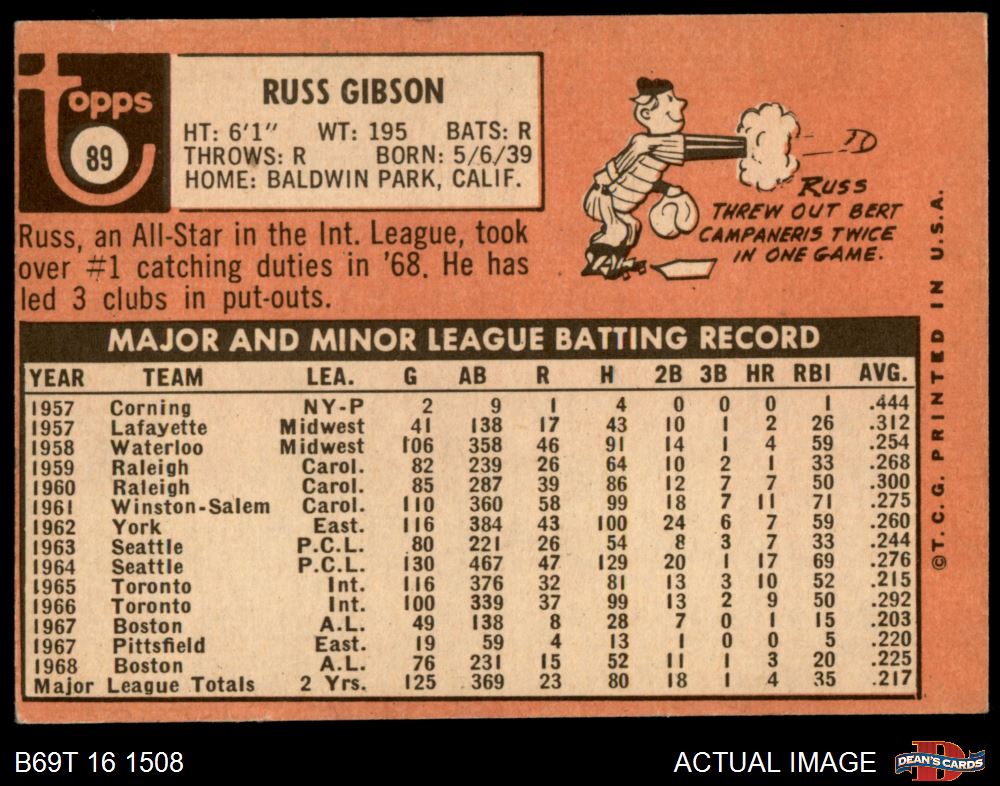 topps
89
RUSS GIBSON
HT: 6'1" WT: 195 BATS: R
THROWS: R BORN: 5/6/39
HOME: BALDWIN PARK, CALIF.
Russ, an All-Star in the Int. League, took
over #1 catching duties in '68. He has
led 3 clubs in put-outs.
RUSS
THREW OUT BERT
CAMPANERIS TWICE
IN ONE GAME.
MAJOR AND MINOR LEAGUE BATTING RECORD
YEAR TEAM LEA. G AB R H 2B 3B HR RBI AVG.
1957 Corning NY-P 2 9 1 4 0 0 0 1 .444
1957 Lafayette Midwest 41 138 17 43 10 1 2 26 .312
1958 Waterloo Midwest 106 358 46 91 14 1 4 59 .254
1959 Raleigh Carol. 82 239 26 64 10 2 1 33 .268
1960 Raleigh Carol. 85 287 39 86 12 7 7 50 .300
1961 Winston-Salem Carol. 110 360 58 99 18 7 11 71 .275
1962 York East. 116 384 43 100 24 6 7 59 .260
1963 Seattle P.C.L. 80 221 26 54 8 3 7 33 .244
1964 Seattle P.C.L. 130 467 47 129 20 1 17 69 .276
1965 Toronto Int. 116 376 32 81 13 3 10 52 .215
1966 Toronto Int. 100 339 37 99 13 2 9 50 .292
1967 Boston A.L. 49 138 8 28 7 0 1 15 .203
1967 Pittsfield East. 19 59 4 13 1 0 0 5 .220
1968 Boston A.L. 76 231 15 52 11 1 3 20 .225
Major League Totals 2 Yrs. 125 369 23 80 18 1 4 35 .217
© T. C. G. PRINTED IN U.S.A.
B69T 16 1508
ACTUAL IMAGE
D
DEAN'S CARDS